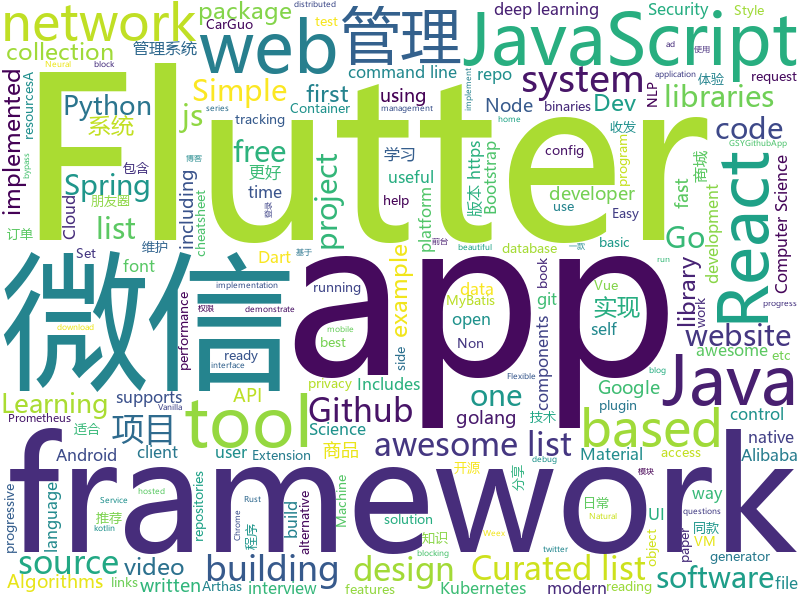 network
package
deep learning
Security
Style
distributed
CarGuo
test
ad
使用
Neural
block
collection
管理系统
command line
repo
NLP
application
体验
request
web
管理
JavaScript
implemented
Python
Simple
first
using
system
Node
binaries
libraries
resourcesA
系统
js
series
tracking
Container
Dev
收发
config
management
implement
学习
code
home
包含
free
更好
time
project
useful
版本
https
Bootstrap
developer
fast
program
商城
GSYGithubApp
bypass
博客
Spring
including
cheatsheet
platform
Go
Easy
use
development
Computer Science
朋友圈
help
list
Cloud
订单
维护
Set
Dart
font
database
basic
library
book
work
Flutter
微信
app
React
登录
基于
beautiful
前台
一款
run
performance
implementation
running
example
data
MyBatis
git
实现
Vue
progress
download
权限
demonstrate
ready
open
self
website
mobile
interface
side
best
Non
components
awesome
etc
Flexible
blog
supports
Includes
one
Google
plugin
Java
Learning
API
privacy
tool
Github
golang
技术
based
control
Vanilla
Prometheus
适合
项目
user
Science
商品
awesome list
access
Android
client
Extension
开源
分享
日常
Material
native
Alibaba
debug
模块
framework
progressive
language
推荐
Service
hosted
repositories
alternative
Machine
build
solution
知识
程序
Rust
Chrome
Weex
way
推荐
同款
UI
VM
questions
Natural
generator
object
paper
source
video
building
Arthas
kotlin
design
Curated list
software
file
Algorithms
links
written
interview
features
Kubernetes
blocking
twitter
modern
reading